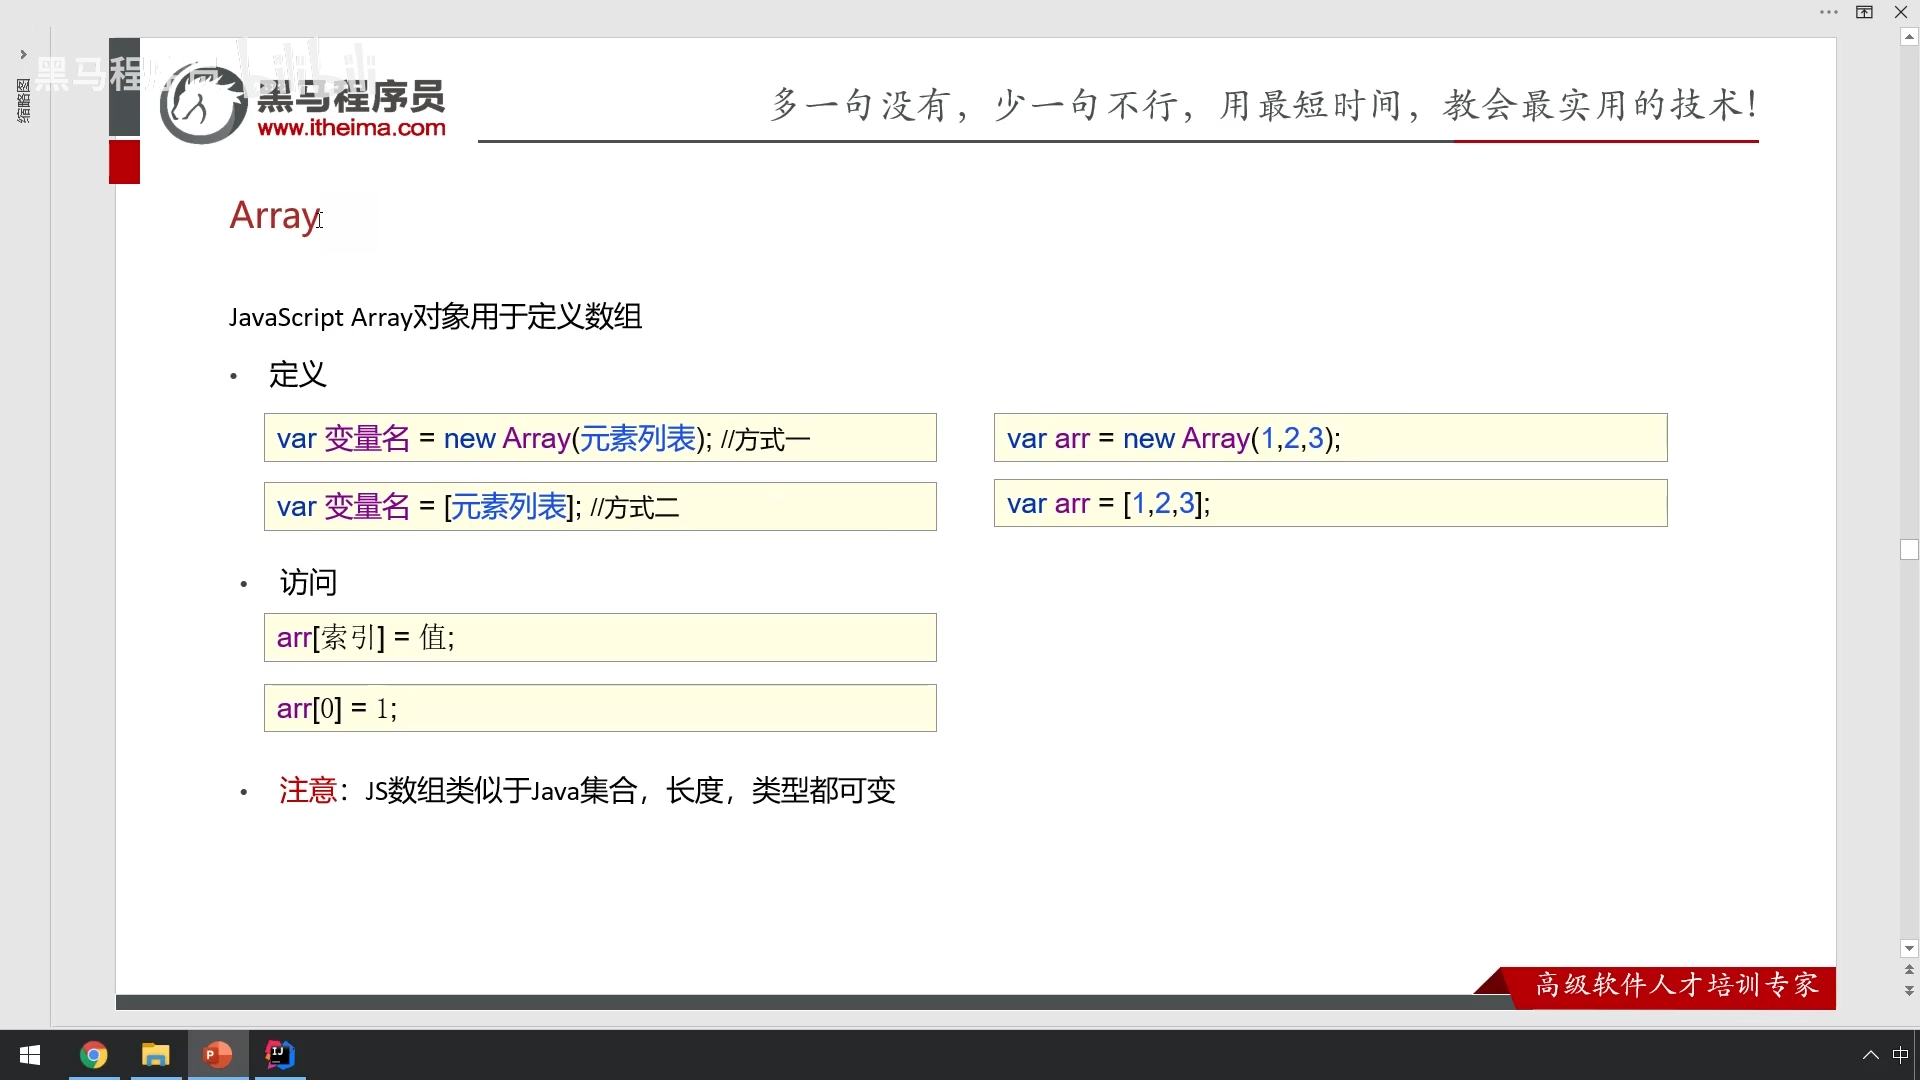 缩略图
黑马程序员
黑马程序员
www.itheima.com
多一句没有，少一句不行，用最短时间，教会最实用的技术！
Array
JavaScript Array对象用于定义数组
• 定义
var 变量名 = new Array(元素列表); //方式一
var arr = new Array(1,2,3);
var 变量名 = [元素列表]; //方式二
var arr = [1,2,3];
• 访问
arr[索引] = 值;
arr[0] = 1;
• 注意：JS数组类似于Java集合，长度，类型都可变
高级软件人才培训专家
P
IJ
中